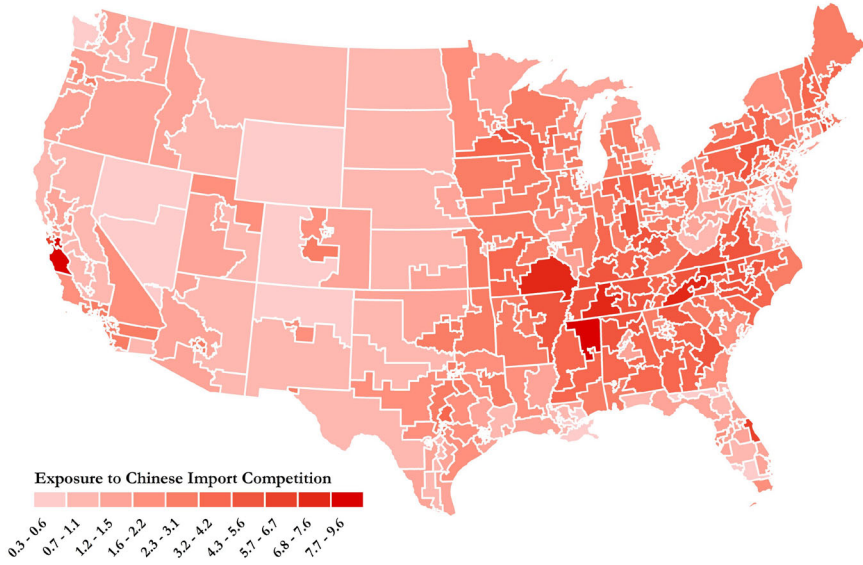 Exposure to Chinese Import Competition
0.3 - 0.6
0.7 - 1.1
1.2 - 1.5
1.6 - 2.2
2.3 - 3.1
3.2 - 4.2
4.3 - 5.6
5.7 - 6.7
6.8 - 7.6
7.7 - 9.6